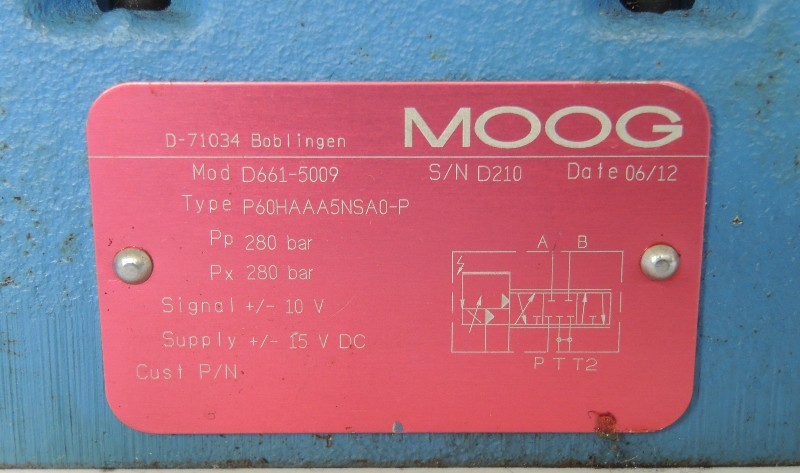 D-71034 Boblingen MOOG
Mod D661-5009 S/N D210 Date 06/12
Type P60HAAA5NSA0-P
Pp 280 bar
Px 280 bar
Signal +/- 10 V
Supply +/- 15 V DC
Cust P/N
A B
P T T2